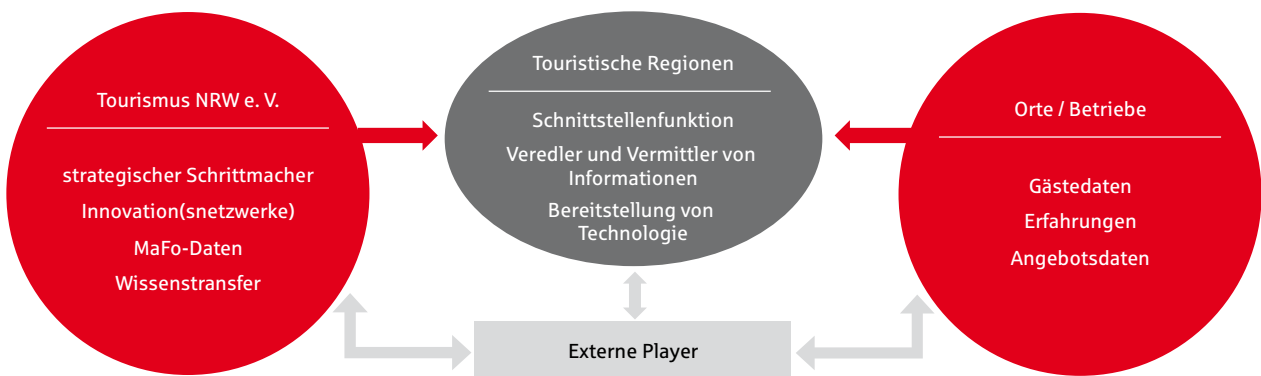 Tourismus NRW e. V.
strategischer Schrittmacher
Innovation(snetzwerke)
MaFo-Daten
Wissenstransfer
Touristische Regionen
Schnittstellenfunktion
Veredler und Vermittler von
Informationen
Bereitstellung von
Technologie
Orte / Betriebe
Gästedaten
Erfahrungen
Angebotsdaten
Externe Player